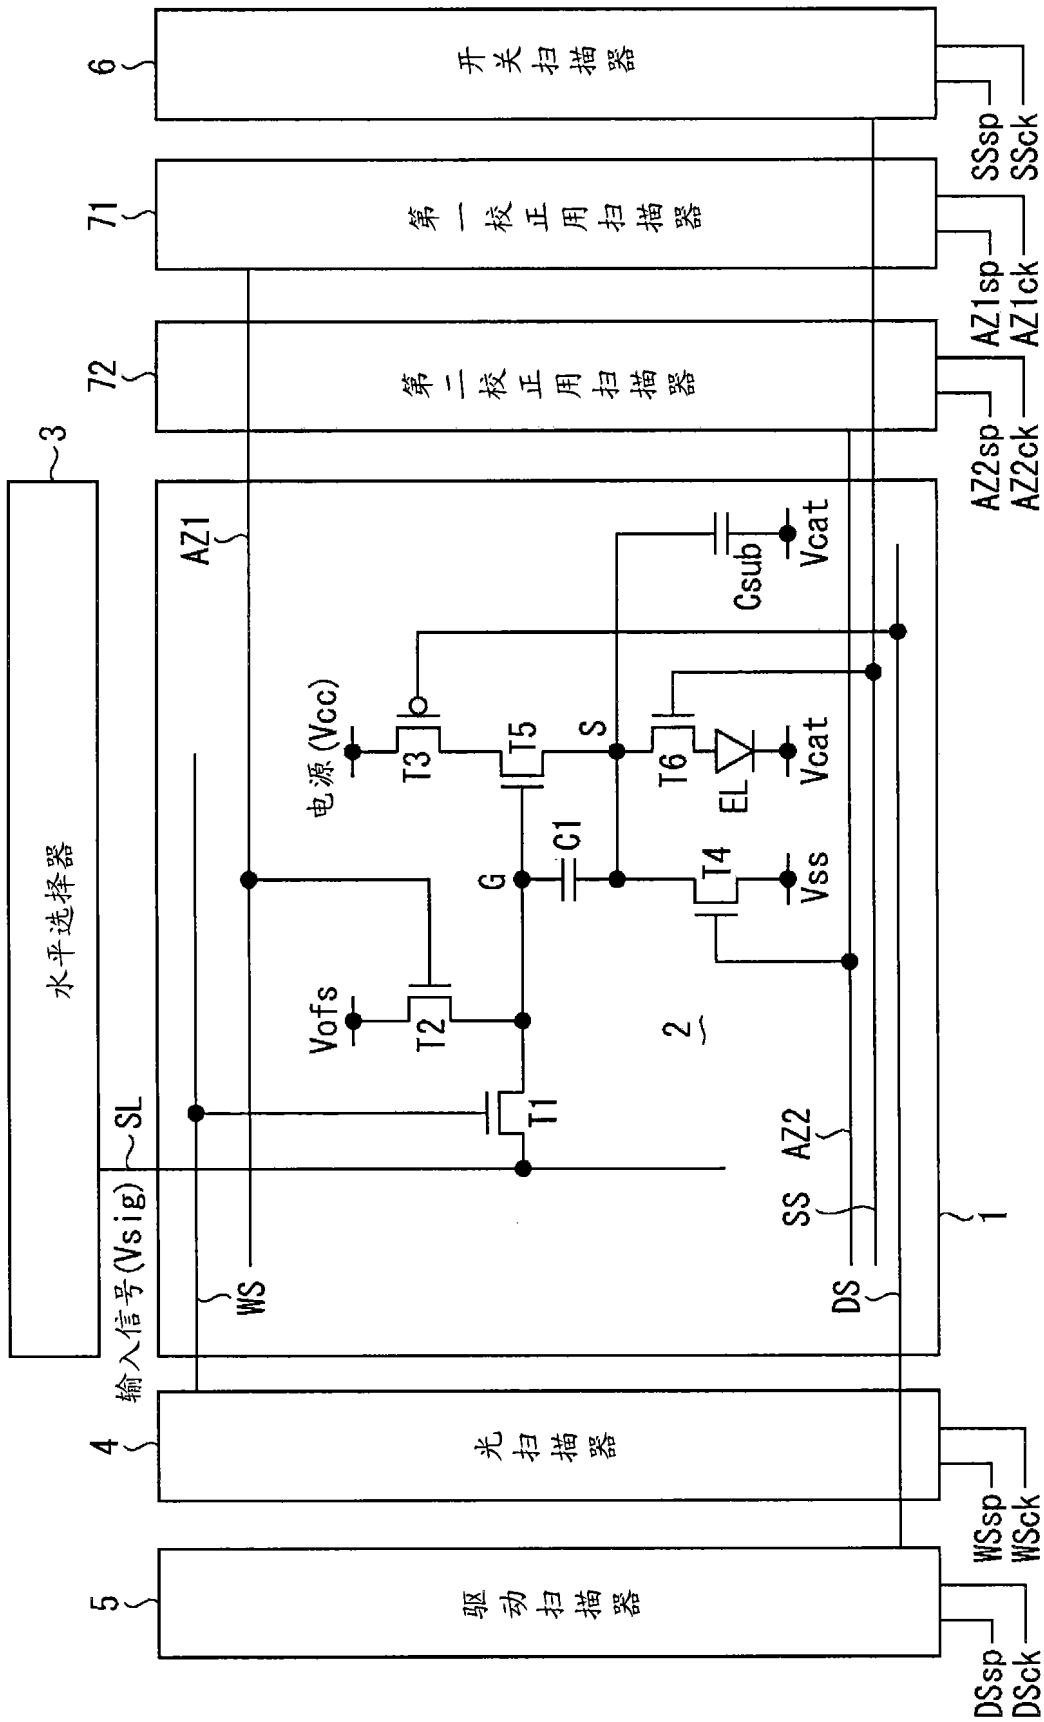 水平选择器
3
输入信号(Vsig)
SL
5
4
72
71
6
驱动扫描器
光扫描器
第二校正用扫描器
第一校正用扫描器
开关扫描器
WS
AZ1
Vofs
电源(Vcc)
T2
T3
T1
G
T5
C1
S
2
T4
T6
Csub
EL
Vss
Vcat
Vcat
AZ2
SS
DS
1
DSsp
DSck
WSsp
WSck
AZ2sp
AZ2ck
AZ1sp
AZ1ck
SSsp
SSck